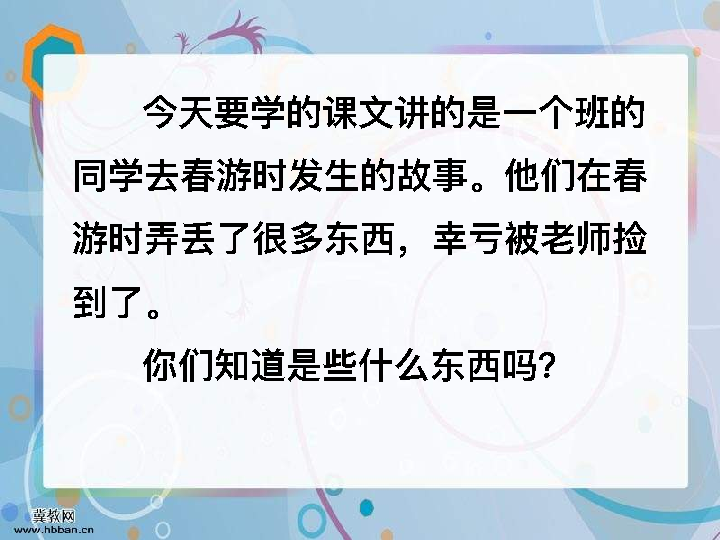 今天要学的课文讲的是一个班的
同学去春游时发生的故事。他们在春
游时弄丢了很多东西，幸亏被老师捡
到了。
你们知道是些什么东西吗？
冀教网
www.hbban.cn